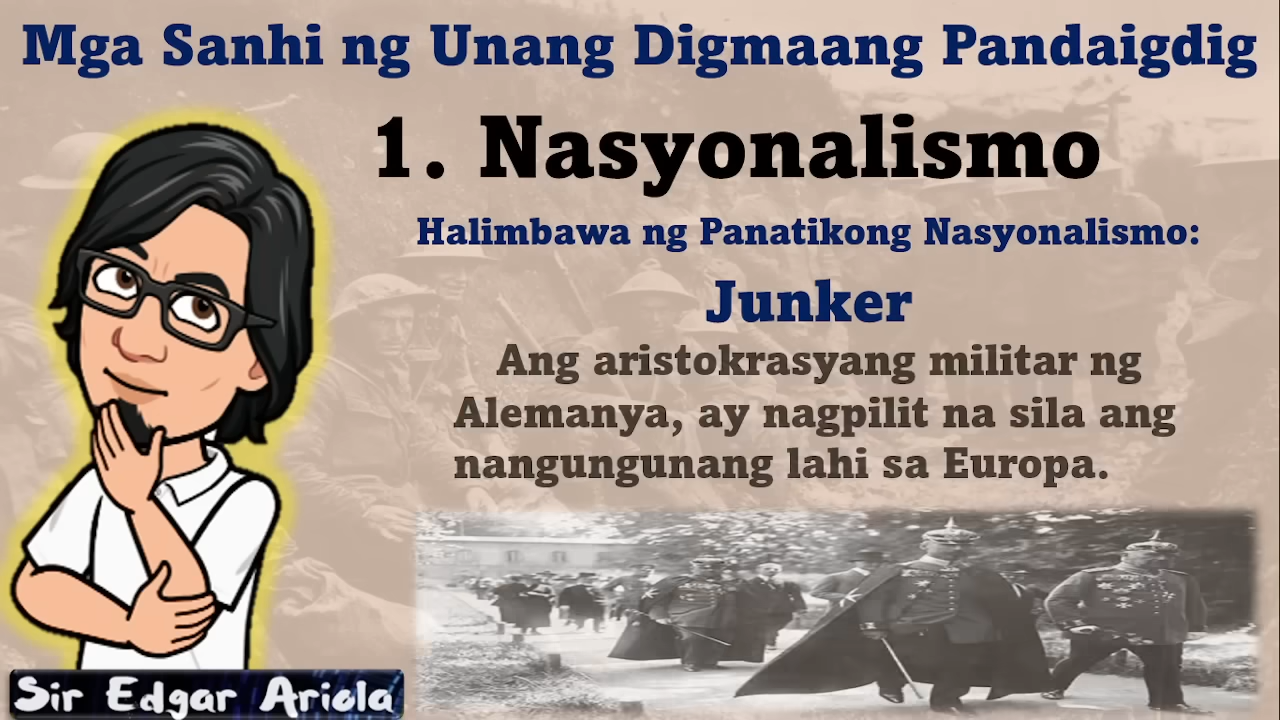 Mga Sanhi ng Unang Digmaang Pandaigdig
1. Nasyonalismo
Halimbawa ng Panatikong Nasyonalismo:
Junker
Ang aristokrasyang militar ng
Alemanya, ay nagpilit na sila ang
nangungunang lahi sa Europa.
Sir Edgar Ariola